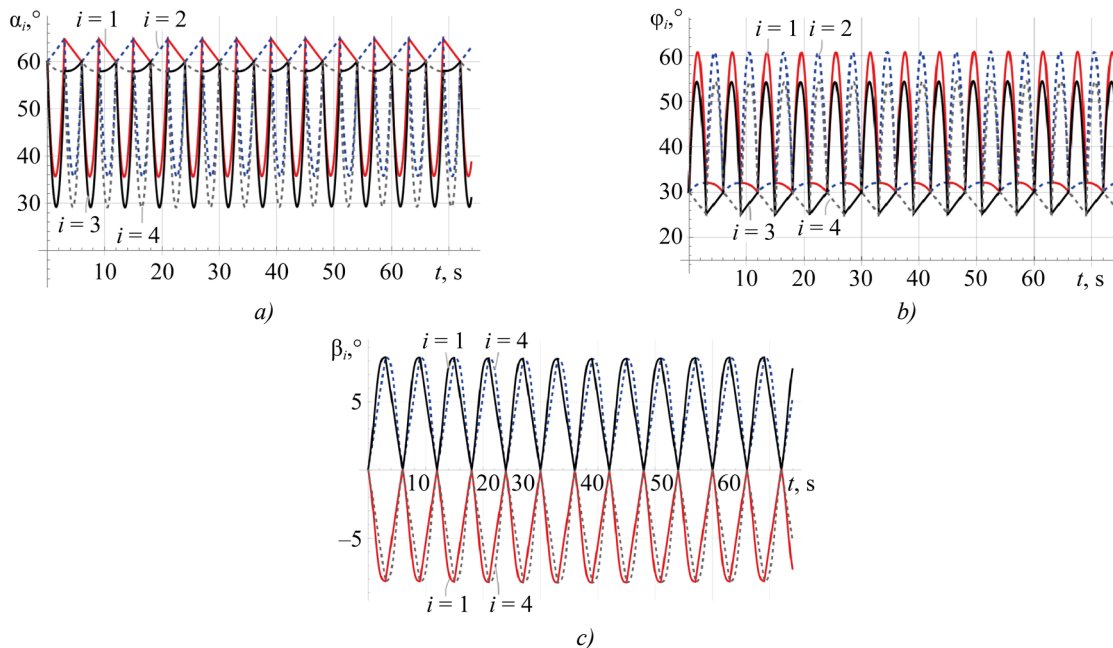 αᵢ,°
i = 1
i = 2
60
50
40
30
i = 3
i = 4
10
20
30
40
50
60
t, s
a)
φᵢ,°
i = 1
i = 2
60
50
40
30
20
i = 3
i = 4
10
20
30
40
50
60
t, s
b)
βᵢ,°
i = 1
i = 4
5
10
20
30
40
50
60
t, s
–5
i = 1
i = 4
c)